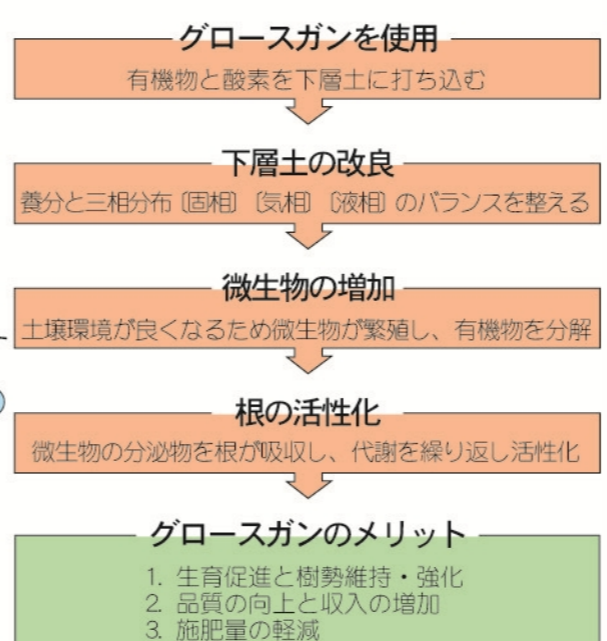 グロースガンを使用
有機物と酸素を下層土に打ち込む
下層土の改良
養分と三相分布〔固相〕〔気相〕〔液相〕のバランスを整える
微生物の増加
土壌環境が良くなるため微生物が繁殖し、有機物を分解
根の活性化
微生物の分泌物を根が吸収し、代謝を繰り返し活性化
グロースガンのメリット
1. 生育促進と樹勢維持・強化
2. 品質の向上と収入の増加
3. 施肥量の軽減